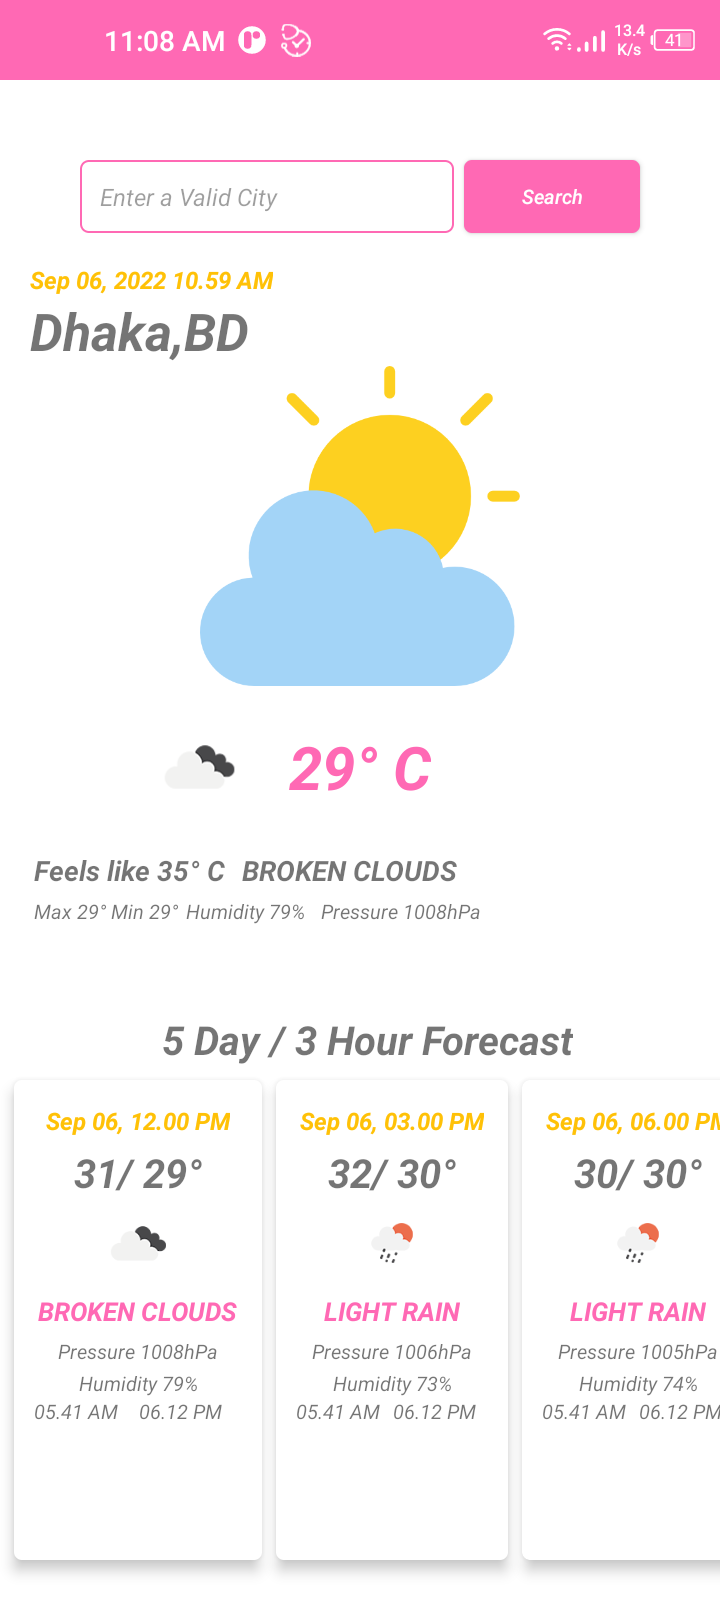 11:08 AM
13.4
K/s
41
Enter a Valid City
Search
Sep 06, 2022 10.59 AM
Dhaka,BD
29° C
Feels like 35° C BROKEN CLOUDS
Max 29° Min 29° Humidity 79% Pressure 1008hPa
5 Day / 3 Hour Forecast
Sep 06, 12.00 PM
31/ 29°
BROKEN CLOUDS
Pressure 1008hPa
Humidity 79%
05.41 AM 06.12 PM
Sep 06, 03.00 PM
32/ 30°
LIGHT RAIN
Pressure 1006hPa
Humidity 73%
05.41 AM 06.12 PM
Sep 06, 06.00 PM
30/ 30°
LIGHT RAIN
Pressure 1005hPa
Humidity 74%
05.41 AM 06.12 PM